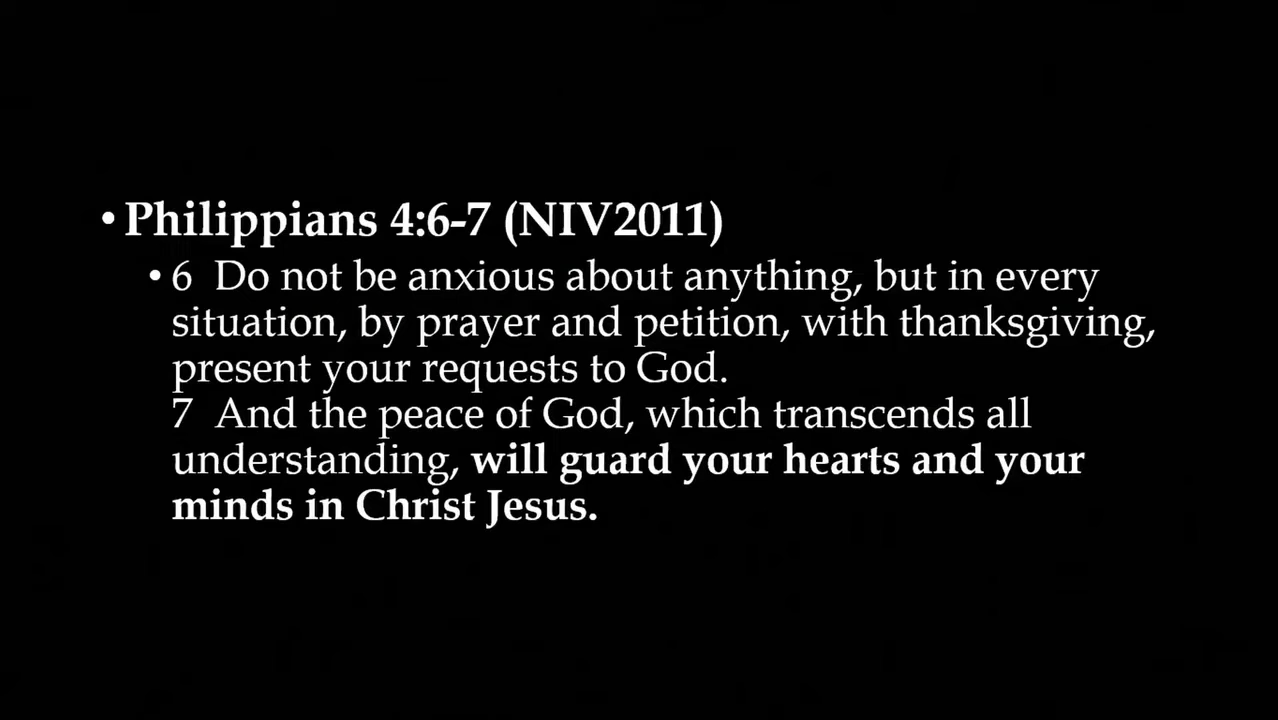 • Philippians 4:6-7 (NIV2011)
• 6 Do not be anxious about anything, but in every
situation, by prayer and petition, with thanksgiving,
present your requests to God.
7 And the peace of God, which transcends all
understanding, will guard your hearts and your
minds in Christ Jesus.